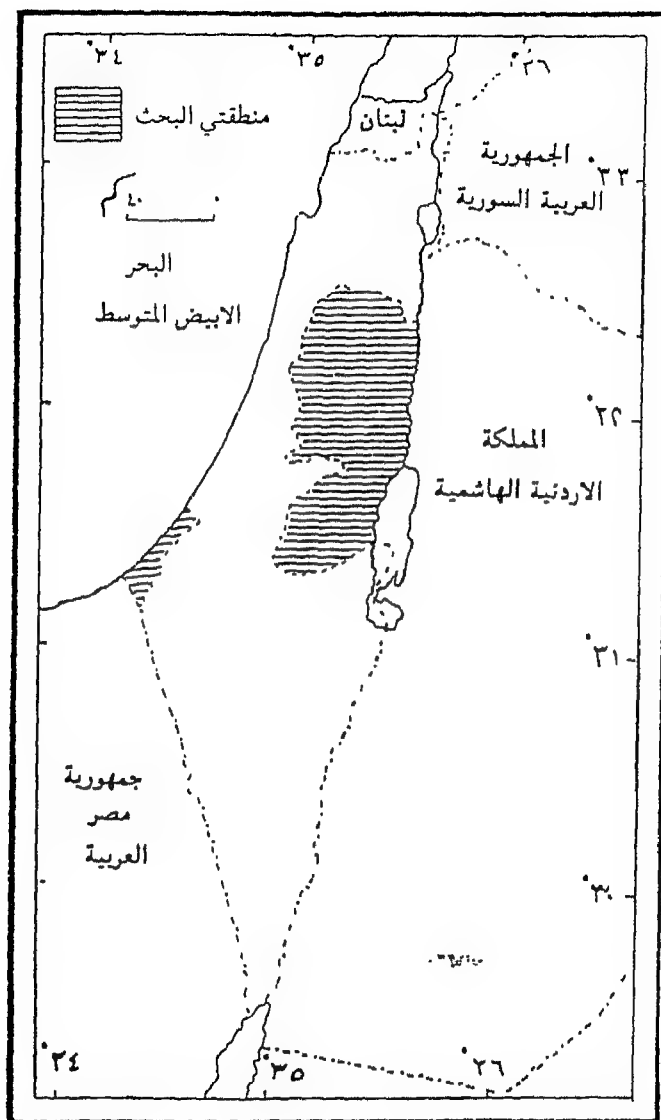 °٣٤
°٣٥
°٣٦
منطقتي البحث
٠ ٤٠ كم
البحر
الابيض المتوسط
لبنان
الجمهورية
العربية السورية
°٣٣
°٣٢
المملكة
الاردنية الهاشمية
°٣١
جمهورية
مصر
العربية
°٣٠
°٣٤
°٣٥
°٣٦